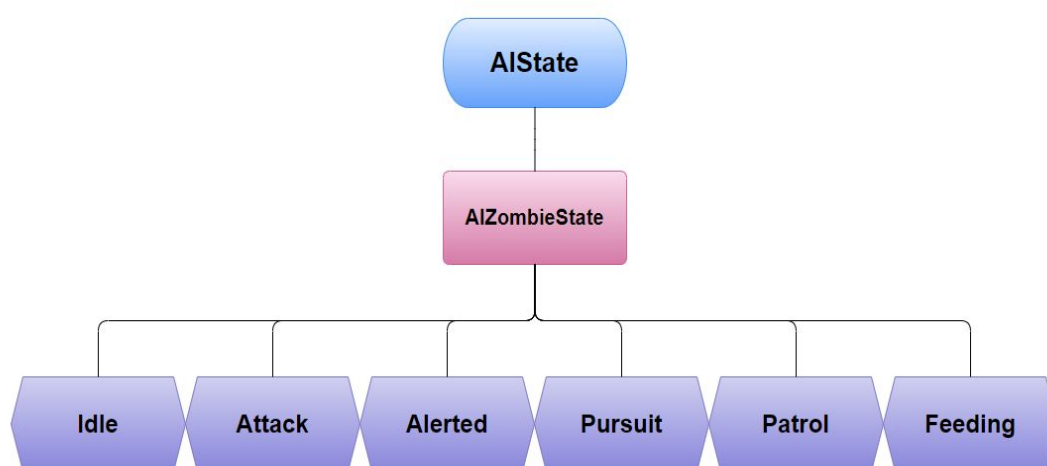 AIState
AIZombieState
Idle
Attack
Alerted
Pursuit
Patrol
Feeding